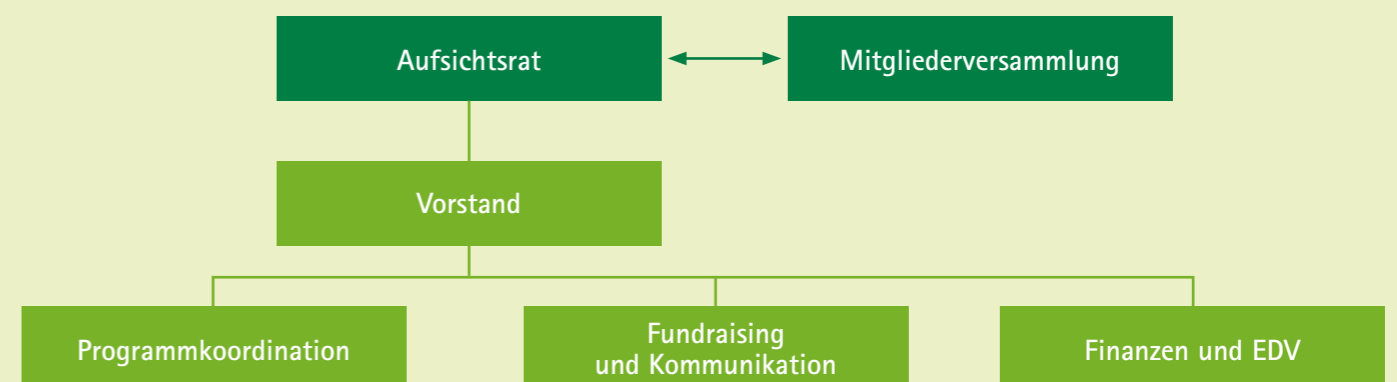 Aufsichtsrat
Mitgliederversammlung
Vorstand
Programmkoordination
Fundraising
und Kommunikation
Finanzen und EDV